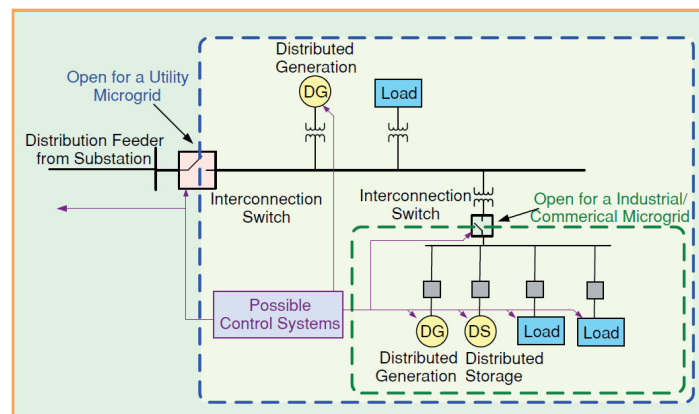 Distributed
Generation
DG
Load
Open for a Utility
Microgrid
Distribution Feeder
from Substation
Interconnection
Switch
Interconnection
Switch
Open for a Industrial/
Commerical Microgrid
Possible
Control Systems
DG
DS
Load
Load
Distributed
Generation
Distributed
Storage